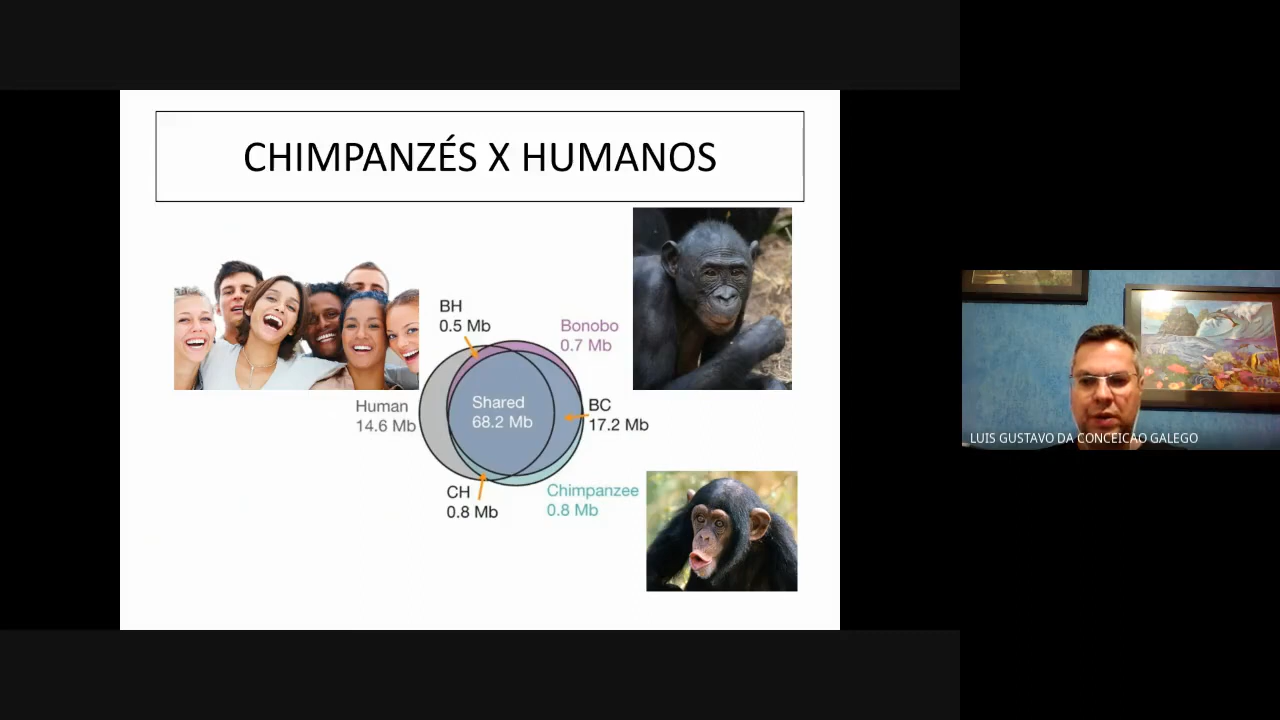 CHIMPANZÉS X HUMANOS
BH
0.5 Mb
Bonobo
0.7 Mb
Human
14.6 Mb
Shared
68.2 Mb
BC
17.2 Mb
CH
0.8 Mb
Chimpanzee
0.8 Mb
LUIS GUSTAVO DA CONCEICAO GALEGO